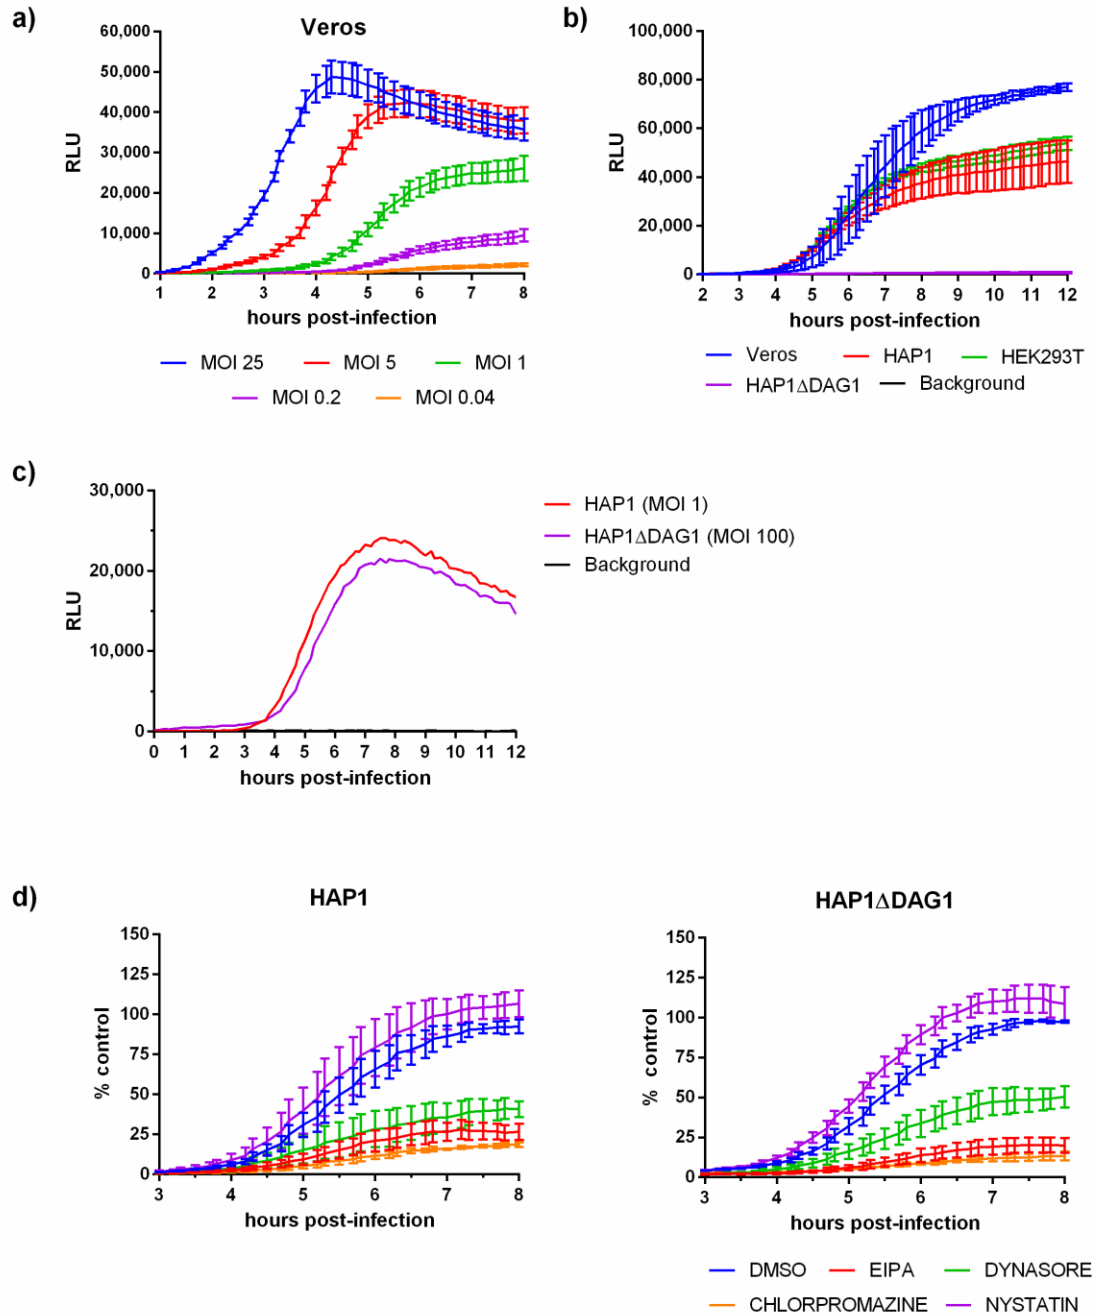 a)
Veros
60,000
50,000
40,000
30,000
20,000
10,000
0
RLU
1 2 3 4 5 6 7 8
hours post-infection
MOI 25 MOI 5 MOI 1
MOI 0.2 MOI 0.04
b)
100,000
80,000
60,000
40,000
20,000
0
RLU
2 3 4 5 6 7 8 9 10 11 12
hours post-infection
Veros HAP1 HEK293T
HAP1ΔDAG1 Background
c)
30,000
20,000
10,000
0
RLU
0 1 2 3 4 5 6 7 8 9 10 11 12
hours post-infection
HAP1 (MOI 1)
HAP1ΔDAG1 (MOI 100)
Background
d)
HAP1
150
125
100
75
50
25
0
% control
3 4 5 6 7 8
hours post-infection
HAP1ΔDAG1
150
125
100
75
50
25
0
% control
3 4 5 6 7 8
hours post-infection
DMSO EIPA DYNASORE
CHLORPROMAZINE NYSTATIN